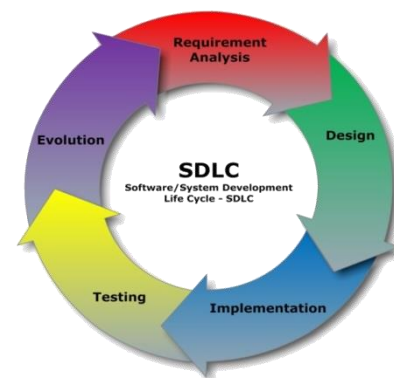 Requirement
Analysis
Design
Evolution
SDLC
Software/System Development
Life Cycle - SDLC
Testing
Implementation